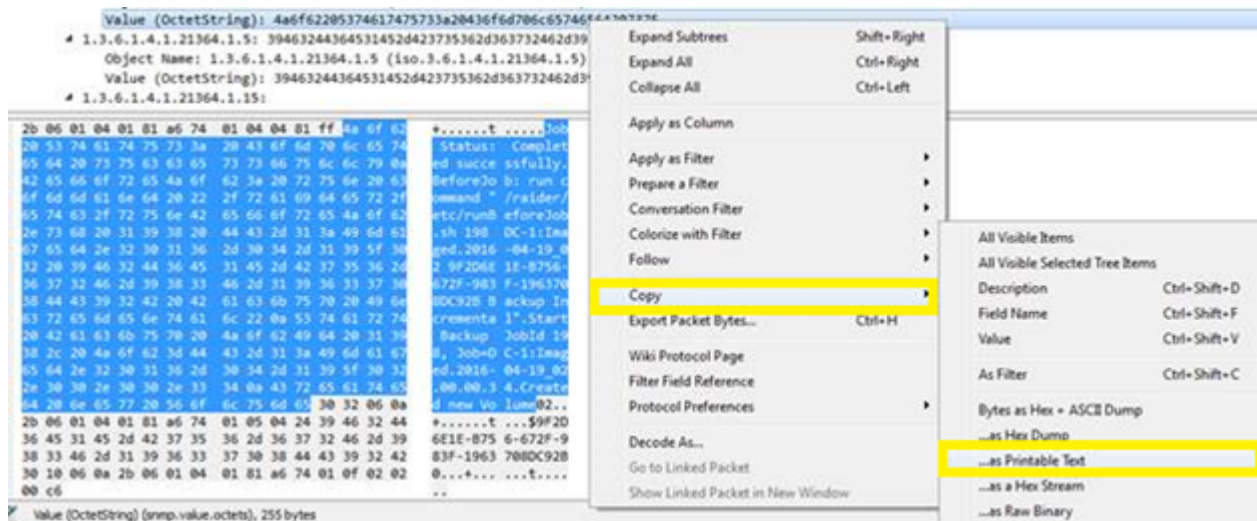 Value (OctetString): 4a6f62205374617475733a20436f6d706c65746564207375
1.3.6.1.4.1.21364.1.5: 39463244364531452d423735362d363732462d39
Object Name: 1.3.6.1.4.1.21364.1.5 (iso.3.6.1.4.1.21364.1.5)
Value (OctetString): 39463244364531452d423735362d363732462d39
1.3.6.1.4.1.21364.1.15:
2b 06 01 04 01 81 a6 74 01 04 04 81 ff 4a 6f 62 +......t .....Job
20 53 74 61 74 75 73 3a 20 43 6f 6d 70 6c 65 74 Status: Complet
65 64 20 73 75 63 63 65 73 73 66 75 6c 6c 79 0a ed succe ssfully.
42 65 66 6f 72 65 4a 6f 62 3a 20 72 75 6e 20 63 BeforeJo b: run c
6f 6d 6d 61 6e 64 20 22 2f 72 61 69 64 65 72 2f ommand " /raider/
65 74 63 2f 72 75 6e 42 65 66 6f 72 65 4a 6f 62 etc/runB eforeJob
2e 73 68 20 31 39 38 20 44 43 2d 31 3a 49 6d 61 .sh 198 DC-1:Ima
67 65 64 2e 32 30 31 36 2d 30 34 2d 31 39 5f 30 ged.2016 -04-19_0
32 20 39 46 32 44 36 45 31 45 2d 42 37 35 36 2d 2 9F2D6E 1E-B756-
36 37 32 46 2d 39 38 33 46 2d 31 39 36 33 37 30 672F-983 F-196370
38 44 43 39 32 42 20 42 61 63 6b 75 70 20 49 6e 8DC92B B ackup In
63 72 65 6d 65 6e 74 61 6c 22 0a 53 74 61 72 74 crementa l".Start
20 42 61 63 6b 75 70 20 4a 6f 62 49 64 20 31 39 Backup JobId 19
38 2c 20 4a 6f 62 3d 44 43 2d 31 3a 49 6d 61 67 8, Job=D C-1:Imag
65 64 2e 32 30 31 36 2d 30 34 2d 31 39 5f 30 32 ed.2016- 04-19_02
2e 30 30 2e 30 30 2e 33 34 0a 43 72 65 61 74 65 .00.00.3 4.Create
64 20 6e 65 77 20 56 6f 6c 75 6d 65 30 32 06 0a d new Vo lume02..
2b 06 01 04 01 81 a6 74 01 05 04 24 39 46 32 44 +......t ...$9F2D
36 45 31 45 2d 42 37 35 36 2d 36 37 32 46 2d 39 6E1E-B75 6-672F-9
38 33 46 2d 31 39 36 33 37 30 38 44 43 39 32 42 83F-1963 708DC92B
30 10 06 0a 2b 06 01 04 01 81 a6 74 01 0f 02 02 0...+... ...t....
00 c6 ..
Value (OctetString) (snmp.value.octets), 255 bytes
Expand Subtrees Shift+Right
Expand All Ctrl+Right
Collapse All Ctrl+Left
Apply as Column
Apply as Filter
Prepare a Filter
Conversation Filter
Colorize with Filter
Follow
Copy
Export Packet Bytes... Ctrl+H
Wiki Protocol Page
Filter Field Reference
Protocol Preferences
Decode As...
Go to Linked Packet
Show Linked Packet in New Window
All Visible Items
All Visible Selected Tree Items
Description Ctrl+Shift+D
Field Name Ctrl+Shift+F
Value Ctrl+Shift+V
As Filter Ctrl+Shift+C
Bytes as Hex + ASCII Dump
...as Hex Dump
...as Printable Text
...as a Hex Stream
...as Raw Binary